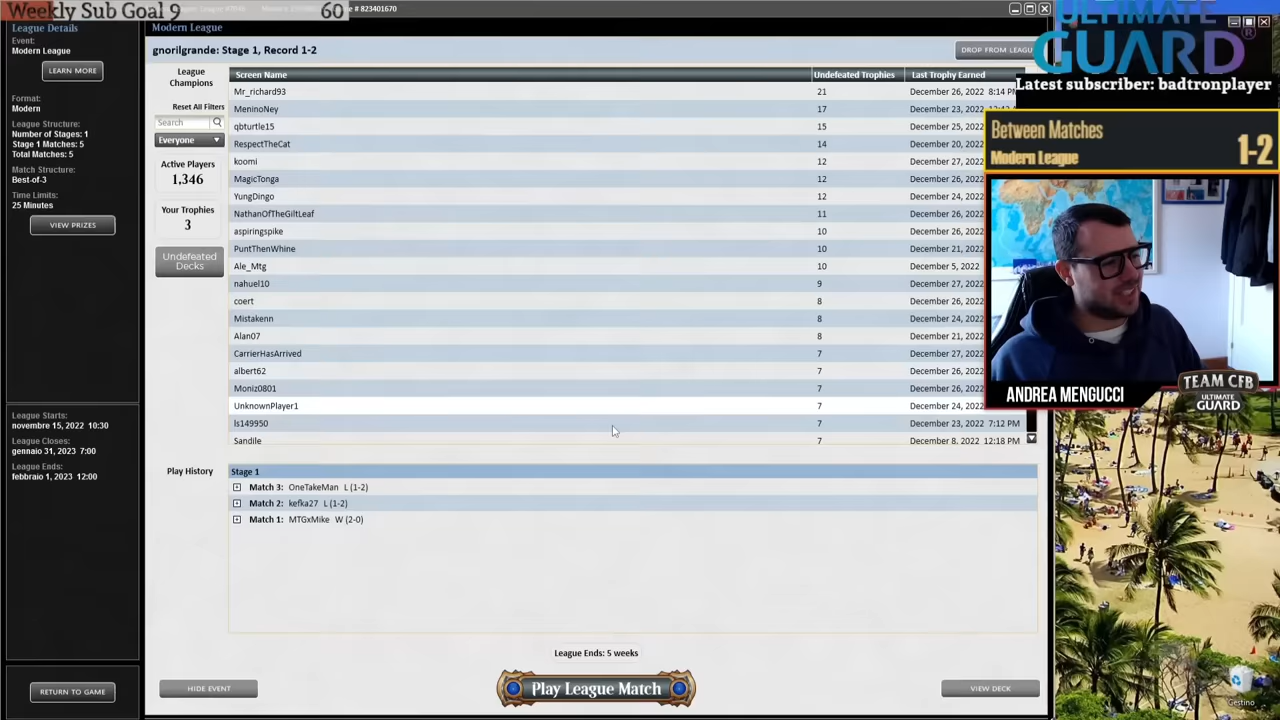 Weekly Sub Goal 9
60
# 823401670
League Details
Event:
Modern League
LEARN MORE
Format:
Modern
League Structure:
Number of Stages: 1
Stage 1 Matches: 5
Total Matches: 5
Match Structure:
Best-of-3
Time Limits:
25 Minutes
VIEW PRIZES
League Starts:
novembre 15, 2022 10:30
League Closes:
gennaio 31, 2023 7:00
League Ends:
febbraio 1, 2023 12:00
RETURN TO GAME
Modern League
gnorilgrande: Stage 1, Record 1-2
DROP FROM LEAGU
League
Champions
Reset All Filters
Search
Everyone
Active Players
1,346
Your Trophies
3
Undefeated
Decks
Screen Name Undefeated Trophies Last Trophy Earned
Mr_richard93 21 December 26, 2022 8:14 PM
MeninoNey 17 December 23, 2022
qbturtle15 15 December 25, 2022
RespectTheCat 14 December 20, 2022
koomi 12 December 27, 2022
MagicTonga 12 December 26, 2022
YungDingo 12 December 24, 2022
NathanOfTheGiltLeaf 11 December 26, 2022
aspiringspike 10 December 26, 2022
PuntThenWhine 10 December 21, 2022
Ale_Mtg 10 December 5, 2022
nahuel10 9 December 27, 2022
coert 8 December 26, 2022
Mistakenn 8 December 24, 2022
Alan07 8 December 21, 2022
CarrierHasArrived 7 December 27, 2022
albert62 7 December 26, 2022
Moniz0801 7 December 26, 2022
UnknownPlayer1 7 December 24, 2022
ls149950 7 December 23, 2022 7:12 PM
Sandile 7 December 8, 2022 12:18 PM
Play History
Stage 1
Match 3: OneTakeMan L (1-2)
Match 2: kefka27 L (1-2)
Match 1: MTGxMike W (2-0)
League Ends: 5 weeks
HIDE EVENT
Play League Match
VIEW DECK
ULTIMATE
GUARD®
Latest subscriber: badtronplayer
Between Matches
Modern League
1-2
ANDREA MENGUCCI
TEAM CFB
ULTIMATE
GUARD
Cestino